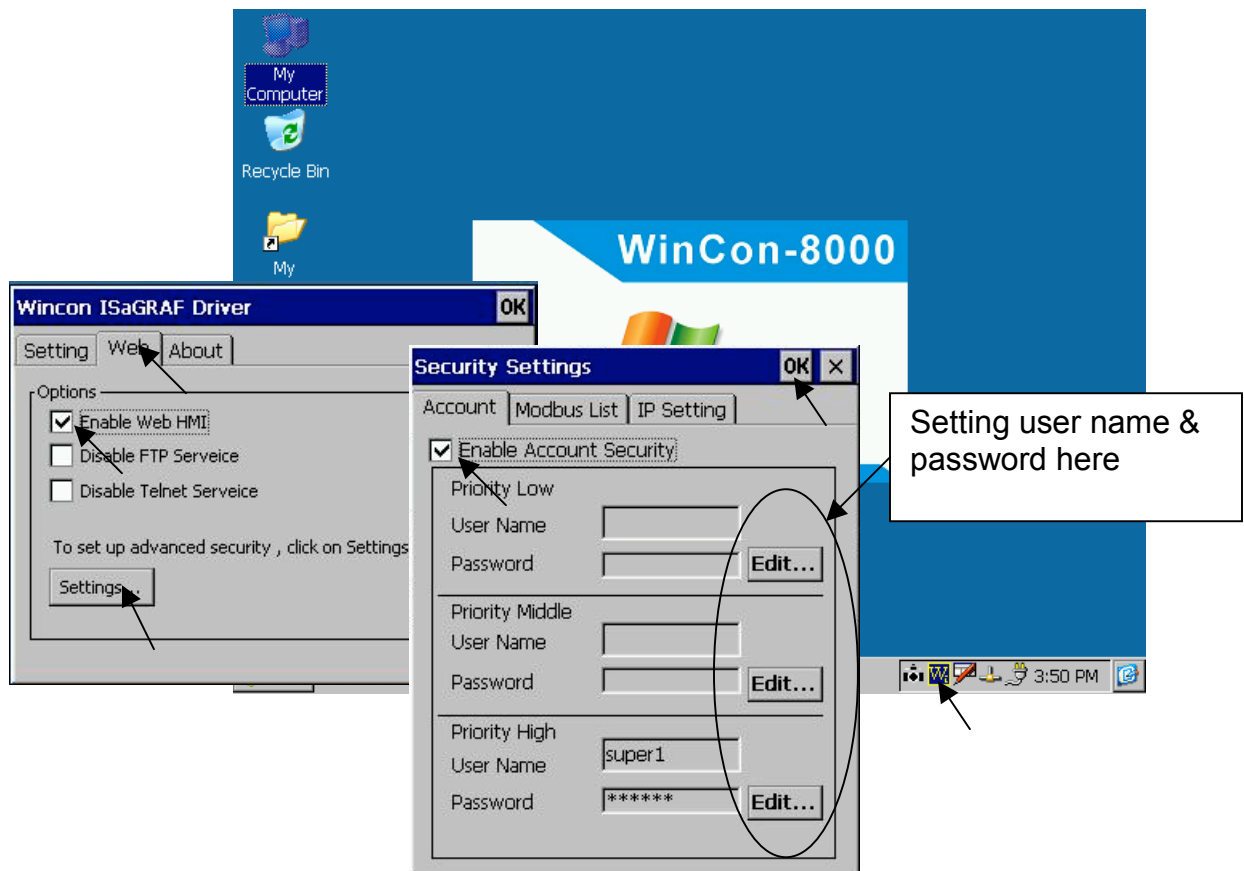 My
Computer
Recycle Bin
My
WinCon-8000
Wincon ISaGRAF Driver OK
Setting Web About
Options
Enable Web HMI
Disable FTP Serveice
Disable Telnet Serveice
To set up advanced security , click on Settings
Settings...
Security Settings OK ×
Account Modbus List IP Setting
Enable Account Security
Priority Low
User Name
Password Edit...
Priority Middle
User Name
Password Edit...
Priority High
User Name super1
Password ****** Edit...
Setting user name &
password here
3:50 PM